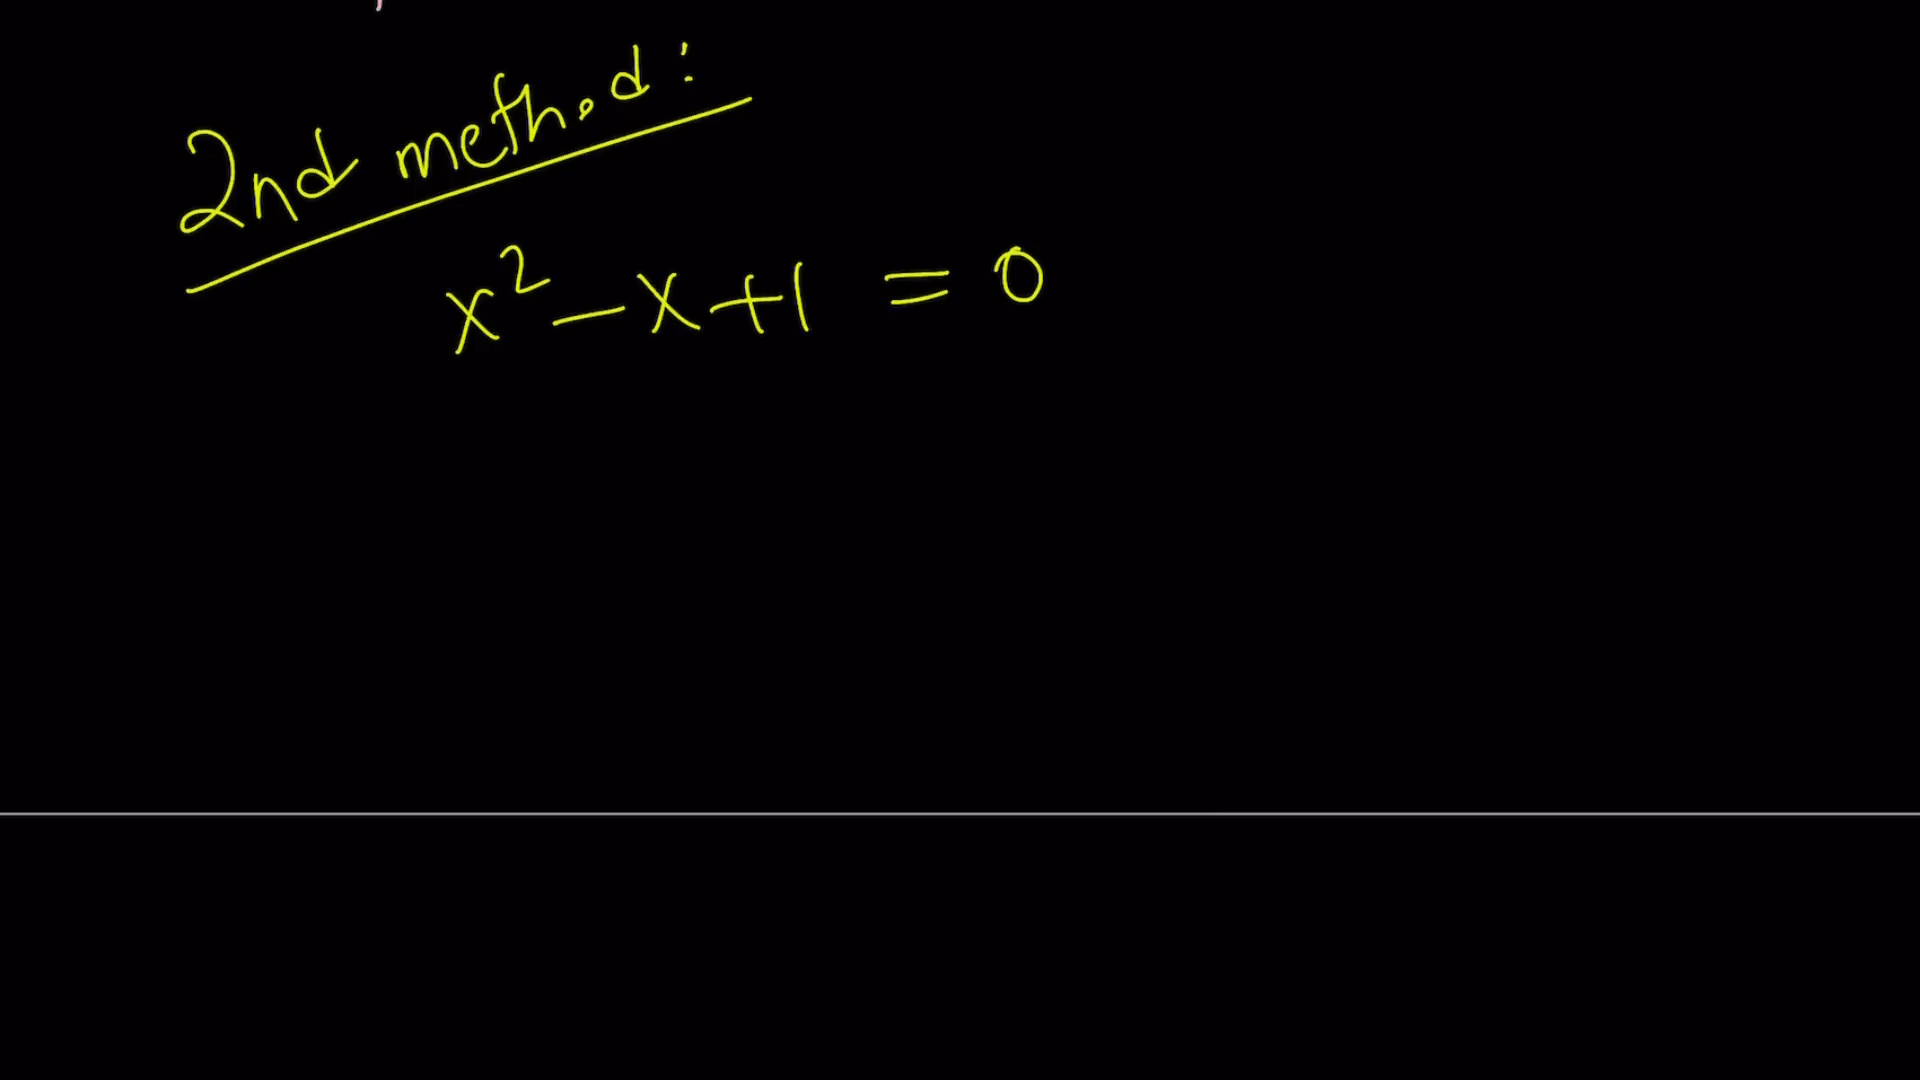 2nd method:
x² - x + 1 = 0